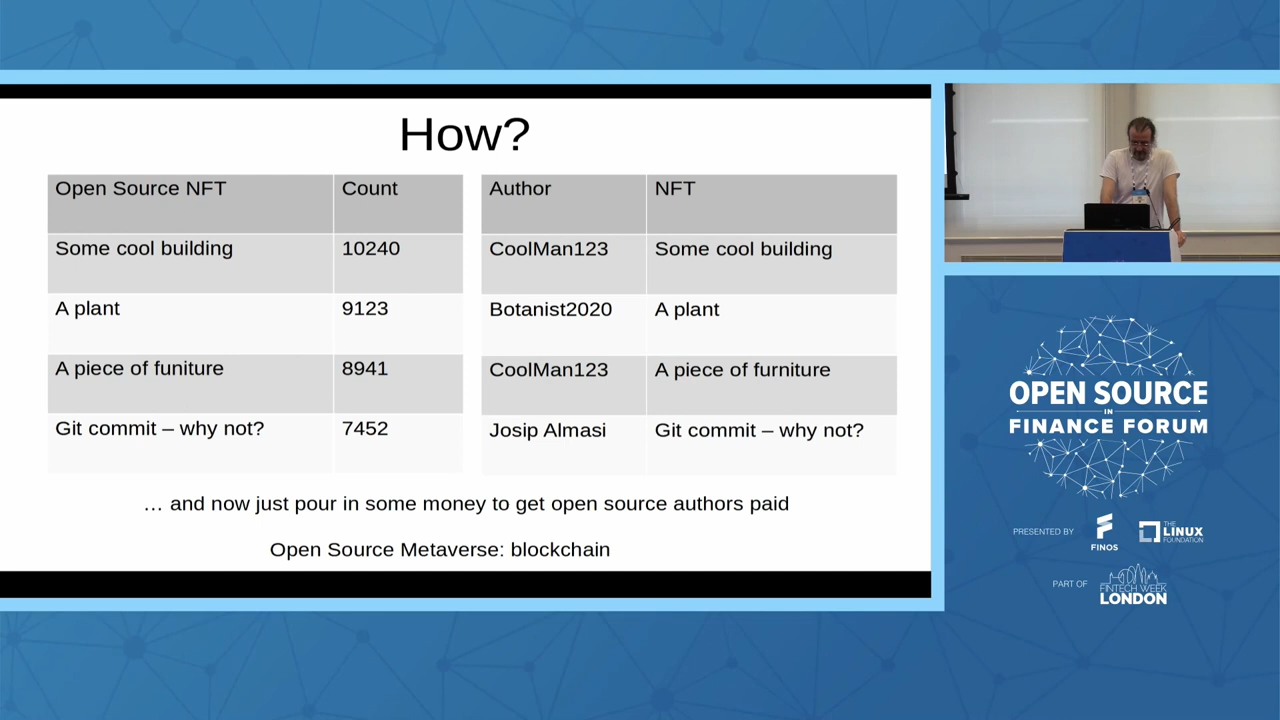 How?
Open Source NFT Count
Some cool building 10240
A plant 9123
A piece of funiture 8941
Git commit – why not? 7452
Author NFT
CoolMan123 Some cool building
Botanist2020 A plant
CoolMan123 A piece of furniture
Josip Almasi Git commit – why not?
… and now just pour in some money to get open source authors paid
Open Source Metaverse: blockchain
OPEN SOURCE
IN
FINANCE FORUM
PRESENTED BY
FINOS
THE
LINUX
FOUNDATION
PART OF
FINTECH WEEK
LONDON